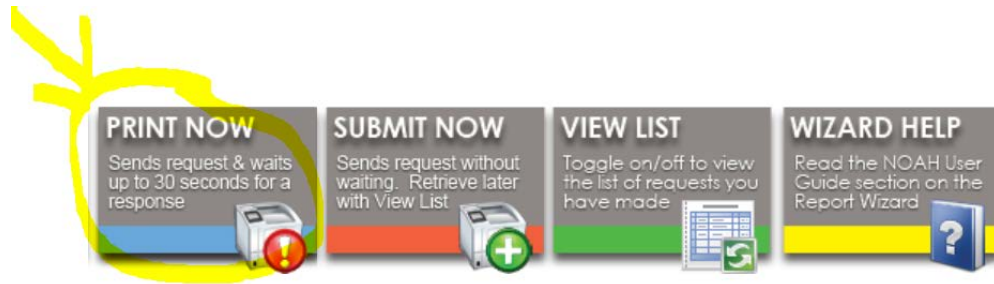 PRINT NOW
Sends request & waits
up to 30 seconds for a
response
SUBMIT NOW
Sends request without
waiting. Retrieve later
with View List
VIEW LIST
Toggle on/off to view
the list of requests you
have made
WIZARD HELP
Read the NOAH User
Guide section on the
Report Wizard